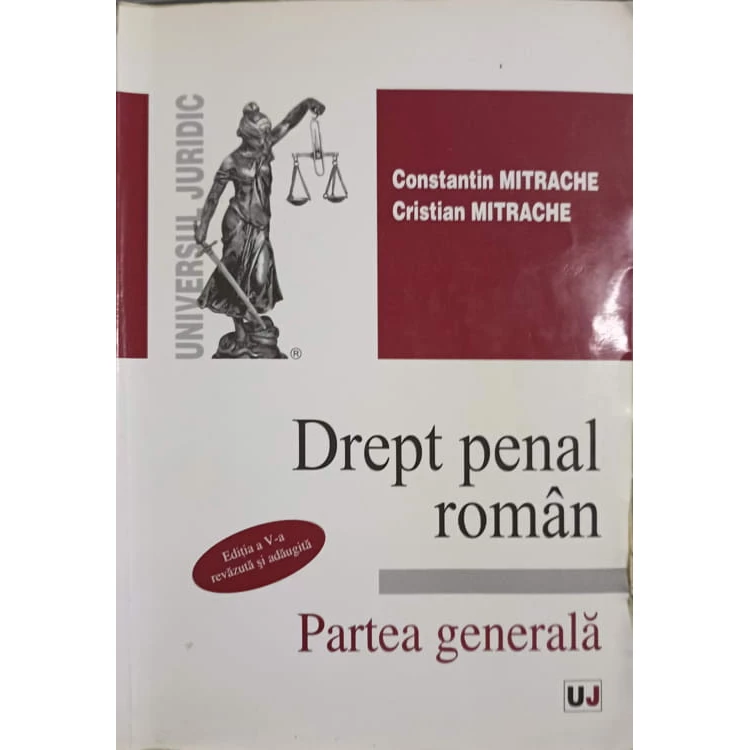 UNIVERSUL JURIDIC
®
Constantin MITRACHE
Cristian MITRACHE
Drept penal
român
Ediția a V-a
revăzută și adăugită
Partea generală
UJ